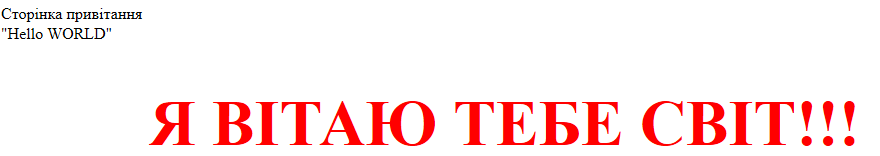 Сторінка привітання
"Hello WORLD"
Я ВІТАЮ ТЕБЕ СВІТ!!!